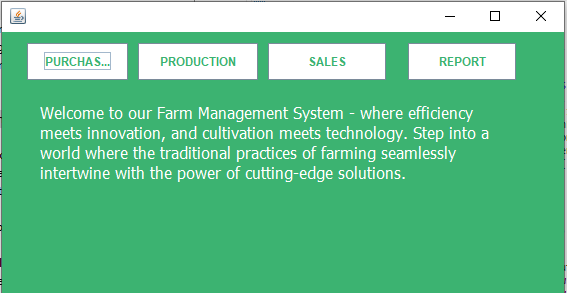 PURCHAS... PRODUCTION SALES REPORT
Welcome to our Farm Management System - where efficiency
meets innovation, and cultivation meets technology. Step into a
world where the traditional practices of farming seamlessly
intertwine with the power of cutting-edge solutions.